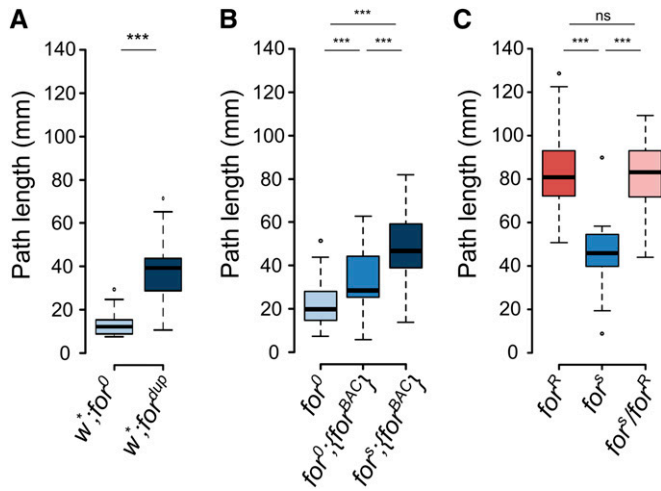 A
B
C
***
***
***
***
ns
***
***
Path length (mm)
140
120
100
80
60
40
20
0
w*;for⁰
w*;forᵈᵘᵖ
Path length (mm)
140
120
100
80
60
40
20
0
for⁰
for⁰;{forᴮᴬᶜ}
forˢ;{forᴮᴬᶜ}
Path length (mm)
140
120
100
80
60
40
20
0
forᴿ
forˢ
forˢ/forᴿ